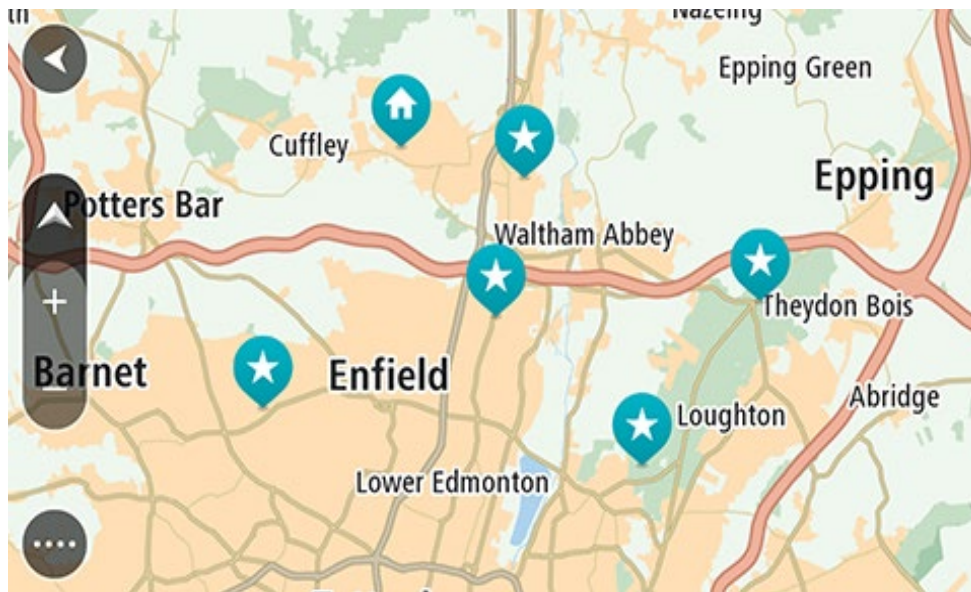 Nazeing
Epping Green
Cuffley
Epping
Potters Bar
Waltham Abbey
Theydon Bois
Barnet
Enfield
Abridge
Loughton
Lower Edmonton